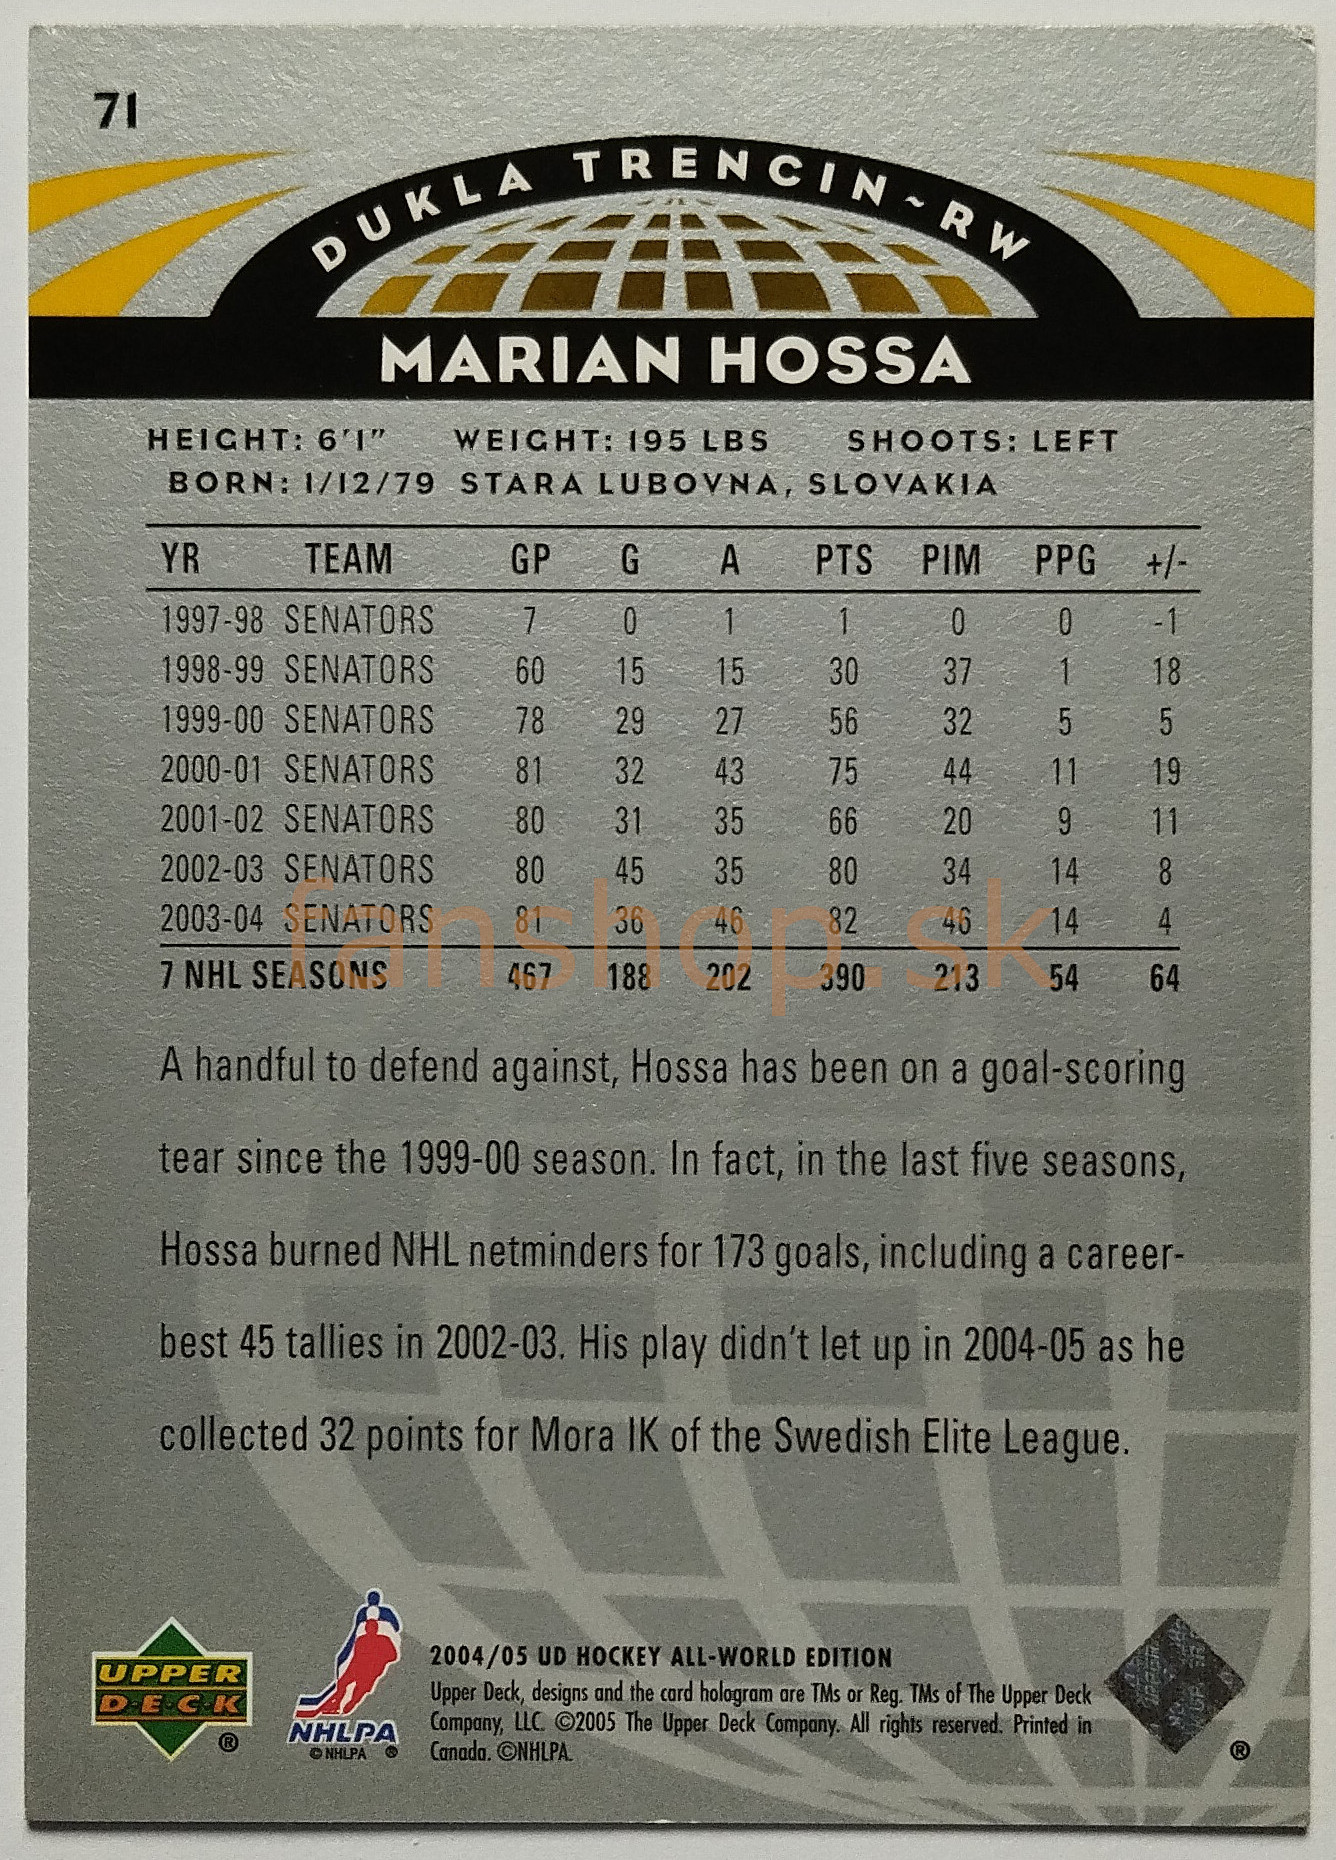 71
DUKLA TRENCIN ~ RW
MARIAN HOSSA
HEIGHT: 6'1" WEIGHT: 195 LBS SHOOTS: LEFT
BORN: 1/12/79 STARA LUBOVNA, SLOVAKIA
YR TEAM GP G A PTS PIM PPG +/-
1997-98 SENATORS 7 0 1 1 0 0 -1
1998-99 SENATORS 60 15 15 30 37 1 18
1999-00 SENATORS 78 29 27 56 32 5 5
2000-01 SENATORS 81 32 43 75 44 11 19
2001-02 SENATORS 80 31 35 66 20 9 11
2002-03 SENATORS 80 45 35 80 34 14 8
2003-04 SENATORS 81 36 46 82 46 14 4
fanshop.sk
7 NHL SEASONS 467 188 202 390 213 54 64
A handful to defend against, Hossa has been on a goal-scoring
tear since the 1999-00 season. In fact, in the last five seasons,
Hossa burned NHL netminders for 173 goals, including a career-
best 45 tallies in 2002-03. His play didn't let up in 2004-05 as he
collected 32 points for Mora IK of the Swedish Elite League.
UPPER
D·E·C·K
®
NHLPA
©NHLPA ®
2004/05 UD HOCKEY ALL-WORLD EDITION
Upper Deck, designs and the card hologram are TMs or Reg. TMs of The Upper Deck
Company, LLC. ©2005 The Upper Deck Company. All rights reserved. Printed in
Canada. ©NHLPA.
®